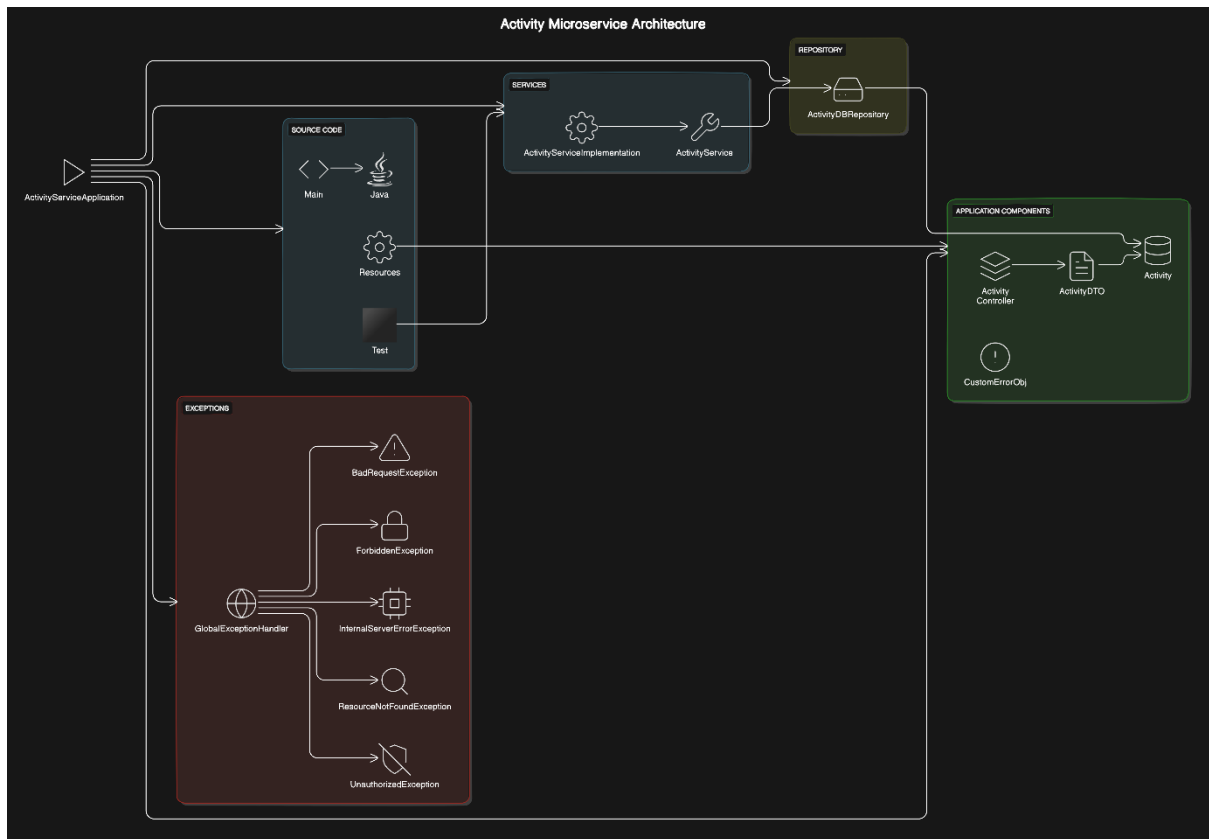 Activity Microservice Architecture
REPOSITORY
ActivityDBRepository
SERVICES
ActivityServiceImplementation
ActivityService
SOURCE CODE
Main
Java
Resources
Test
ActivityServiceApplication
APPLICATION COMPONENTS
Activity
Controller
ActivityDTO
Activity
CustomErrorObj
EXCEPTIONS
BadRequestException
ForbiddenException
GlobalExceptionHandler
InternalServerErrorException
ResourceNotFoundException
UnauthorizedException